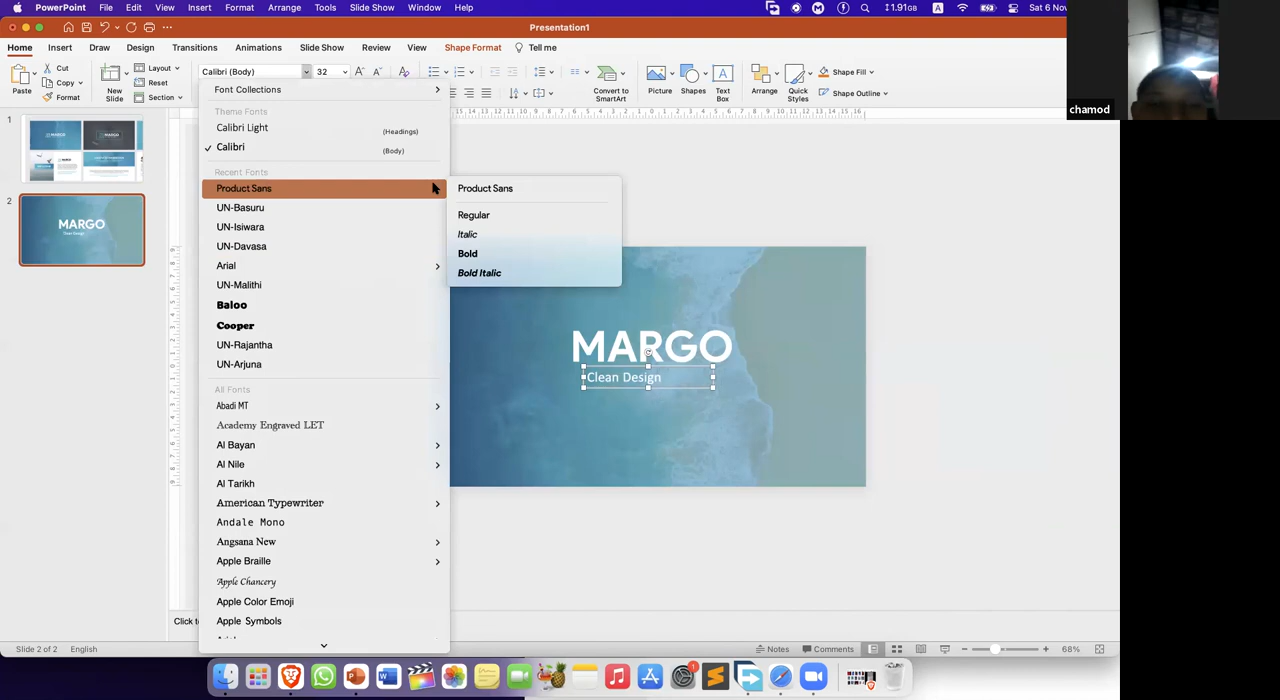 PowerPoint File Edit View Insert Format Arrange Tools Slide Show Window Help 1.91GB A Sat 6 Nov
Presentation1
Home Insert Draw Design Transitions Animations Slide Show Review View Shape Format Tell me
Paste Cut Copy Format New Slide Layout Reset Section Calibri (Body) 32 Convert to SmartArt Picture Shapes Text Box Arrange Quick Styles Shape Fill Shape Outline
chamod
Font Collections
Theme Fonts
Calibri Light (Headings)
Calibri (Body)
Recent Fonts
Product Sans
UN-Basuru
UN-Isiwara
UN-Davasa
Arial
UN-Malithi
Baloo
Cooper
UN-Rajantha
UN-Arjuna
All Fonts
Abadi MT
Academy Engraved LET
Al Bayan
Al Nile
Al Tarikh
American Typewriter
Andale Mono
Angsana New
Apple Braille
Apple Chancery
Apple Color Emoji
Apple Symbols
Product Sans
Regular
Italic
Bold
Bold Italic
1
2
MARGO
Clean Design
MARGO
Clean Design
Click
Slide 2 of 2 English Notes Comments 68%